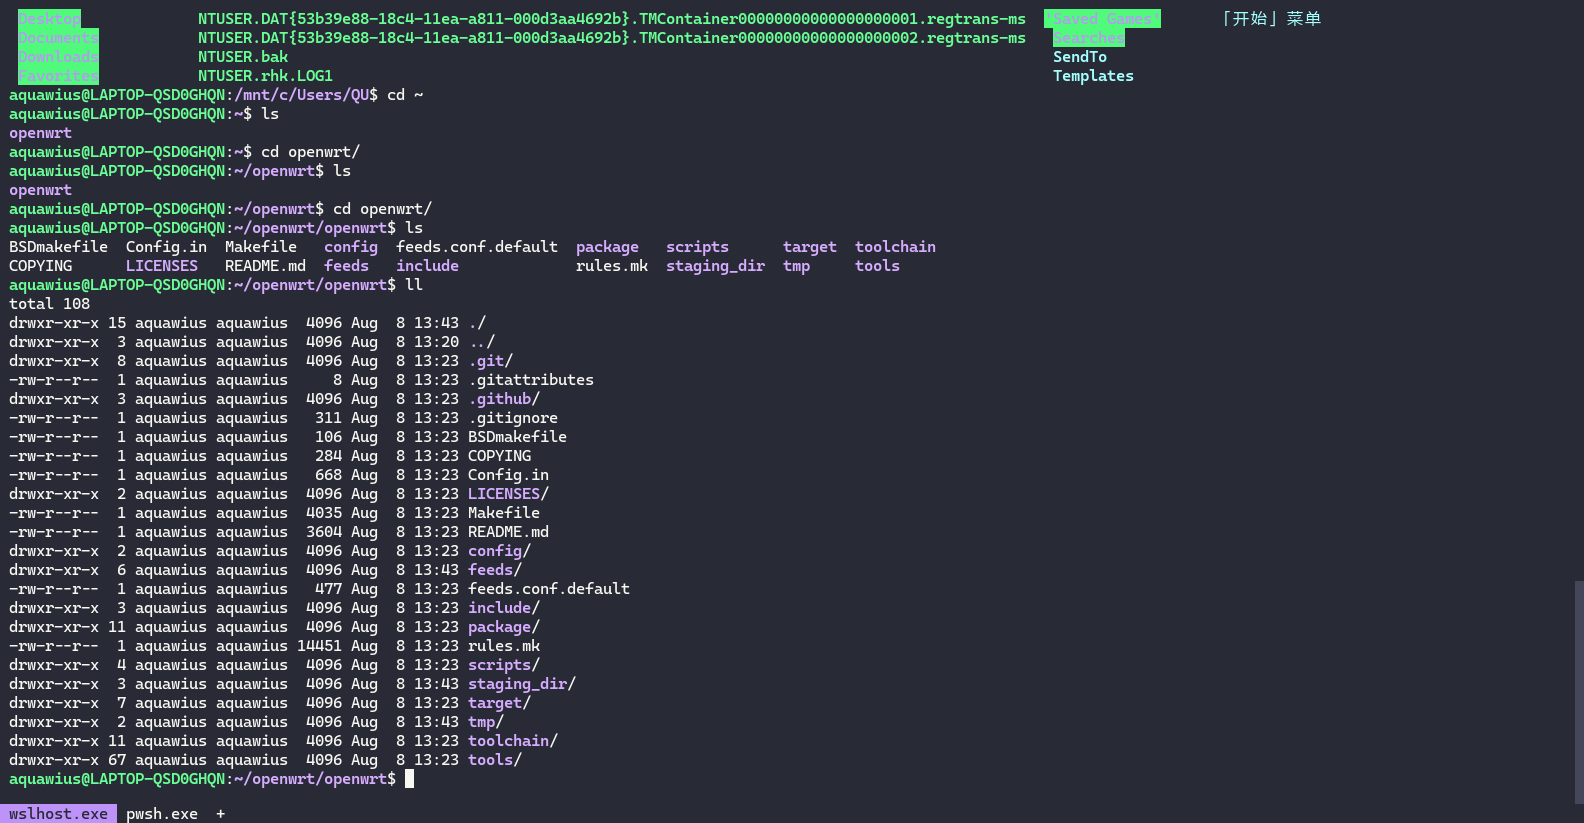 Desktop NTUSER.DAT{53b39e88-18c4-11ea-a811-000d3aa4692b}.TMContainer00000000000000000001.regtrans-ms 'Saved Games' 「开始」菜单
Documents NTUSER.DAT{53b39e88-18c4-11ea-a811-000d3aa4692b}.TMContainer00000000000000000002.regtrans-ms Searches
Downloads NTUSER.bak SendTo
Favorites NTUSER.rhk.LOG1 Templates
aquawius@LAPTOP-QSD0GHQN:/mnt/c/Users/QU$ cd ~
aquawius@LAPTOP-QSD0GHQN:~$ ls
openwrt
aquawius@LAPTOP-QSD0GHQN:~$ cd openwrt/
aquawius@LAPTOP-QSD0GHQN:~/openwrt$ ls
openwrt
aquawius@LAPTOP-QSD0GHQN:~/openwrt$ cd openwrt/
aquawius@LAPTOP-QSD0GHQN:~/openwrt/openwrt$ ls
BSDmakefile Config.in Makefile config feeds.conf.default package scripts target toolchain
COPYING LICENSES README.md feeds include rules.mk staging_dir tmp tools
aquawius@LAPTOP-QSD0GHQN:~/openwrt/openwrt$ ll
total 108
drwxr-xr-x 15 aquawius aquawius 4096 Aug 8 13:43 ./
drwxr-xr-x 3 aquawius aquawius 4096 Aug 8 13:20 ../
drwxr-xr-x 8 aquawius aquawius 4096 Aug 8 13:23 .git/
-rw-r--r-- 1 aquawius aquawius 8 Aug 8 13:23 .gitattributes
drwxr-xr-x 3 aquawius aquawius 4096 Aug 8 13:23 .github/
-rw-r--r-- 1 aquawius aquawius 311 Aug 8 13:23 .gitignore
-rw-r--r-- 1 aquawius aquawius 106 Aug 8 13:23 BSDmakefile
-rw-r--r-- 1 aquawius aquawius 284 Aug 8 13:23 COPYING
-rw-r--r-- 1 aquawius aquawius 668 Aug 8 13:23 Config.in
drwxr-xr-x 2 aquawius aquawius 4096 Aug 8 13:23 LICENSES/
-rw-r--r-- 1 aquawius aquawius 4035 Aug 8 13:23 Makefile
-rw-r--r-- 1 aquawius aquawius 3604 Aug 8 13:23 README.md
drwxr-xr-x 2 aquawius aquawius 4096 Aug 8 13:23 config/
drwxr-xr-x 6 aquawius aquawius 4096 Aug 8 13:43 feeds/
-rw-r--r-- 1 aquawius aquawius 477 Aug 8 13:23 feeds.conf.default
drwxr-xr-x 3 aquawius aquawius 4096 Aug 8 13:23 include/
drwxr-xr-x 11 aquawius aquawius 4096 Aug 8 13:23 package/
-rw-r--r-- 1 aquawius aquawius 14451 Aug 8 13:23 rules.mk
drwxr-xr-x 4 aquawius aquawius 4096 Aug 8 13:23 scripts/
drwxr-xr-x 3 aquawius aquawius 4096 Aug 8 13:43 staging_dir/
drwxr-xr-x 7 aquawius aquawius 4096 Aug 8 13:23 target/
drwxr-xr-x 2 aquawius aquawius 4096 Aug 8 13:43 tmp/
drwxr-xr-x 11 aquawius aquawius 4096 Aug 8 13:23 toolchain/
drwxr-xr-x 67 aquawius aquawius 4096 Aug 8 13:23 tools/
aquawius@LAPTOP-QSD0GHQN:~/openwrt/openwrt$
wslhost.exe pwsh.exe +